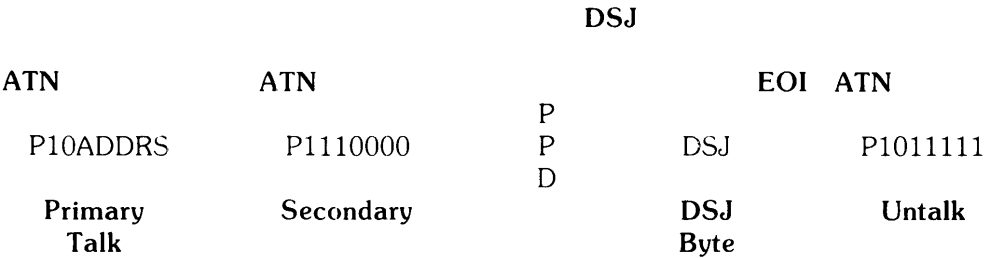 DSJ
ATN ATN EOI ATN
P
P10ADDRS P1110000 P DSJ P1011111
D
Primary Secondary DSJ Untalk
Talk Byte